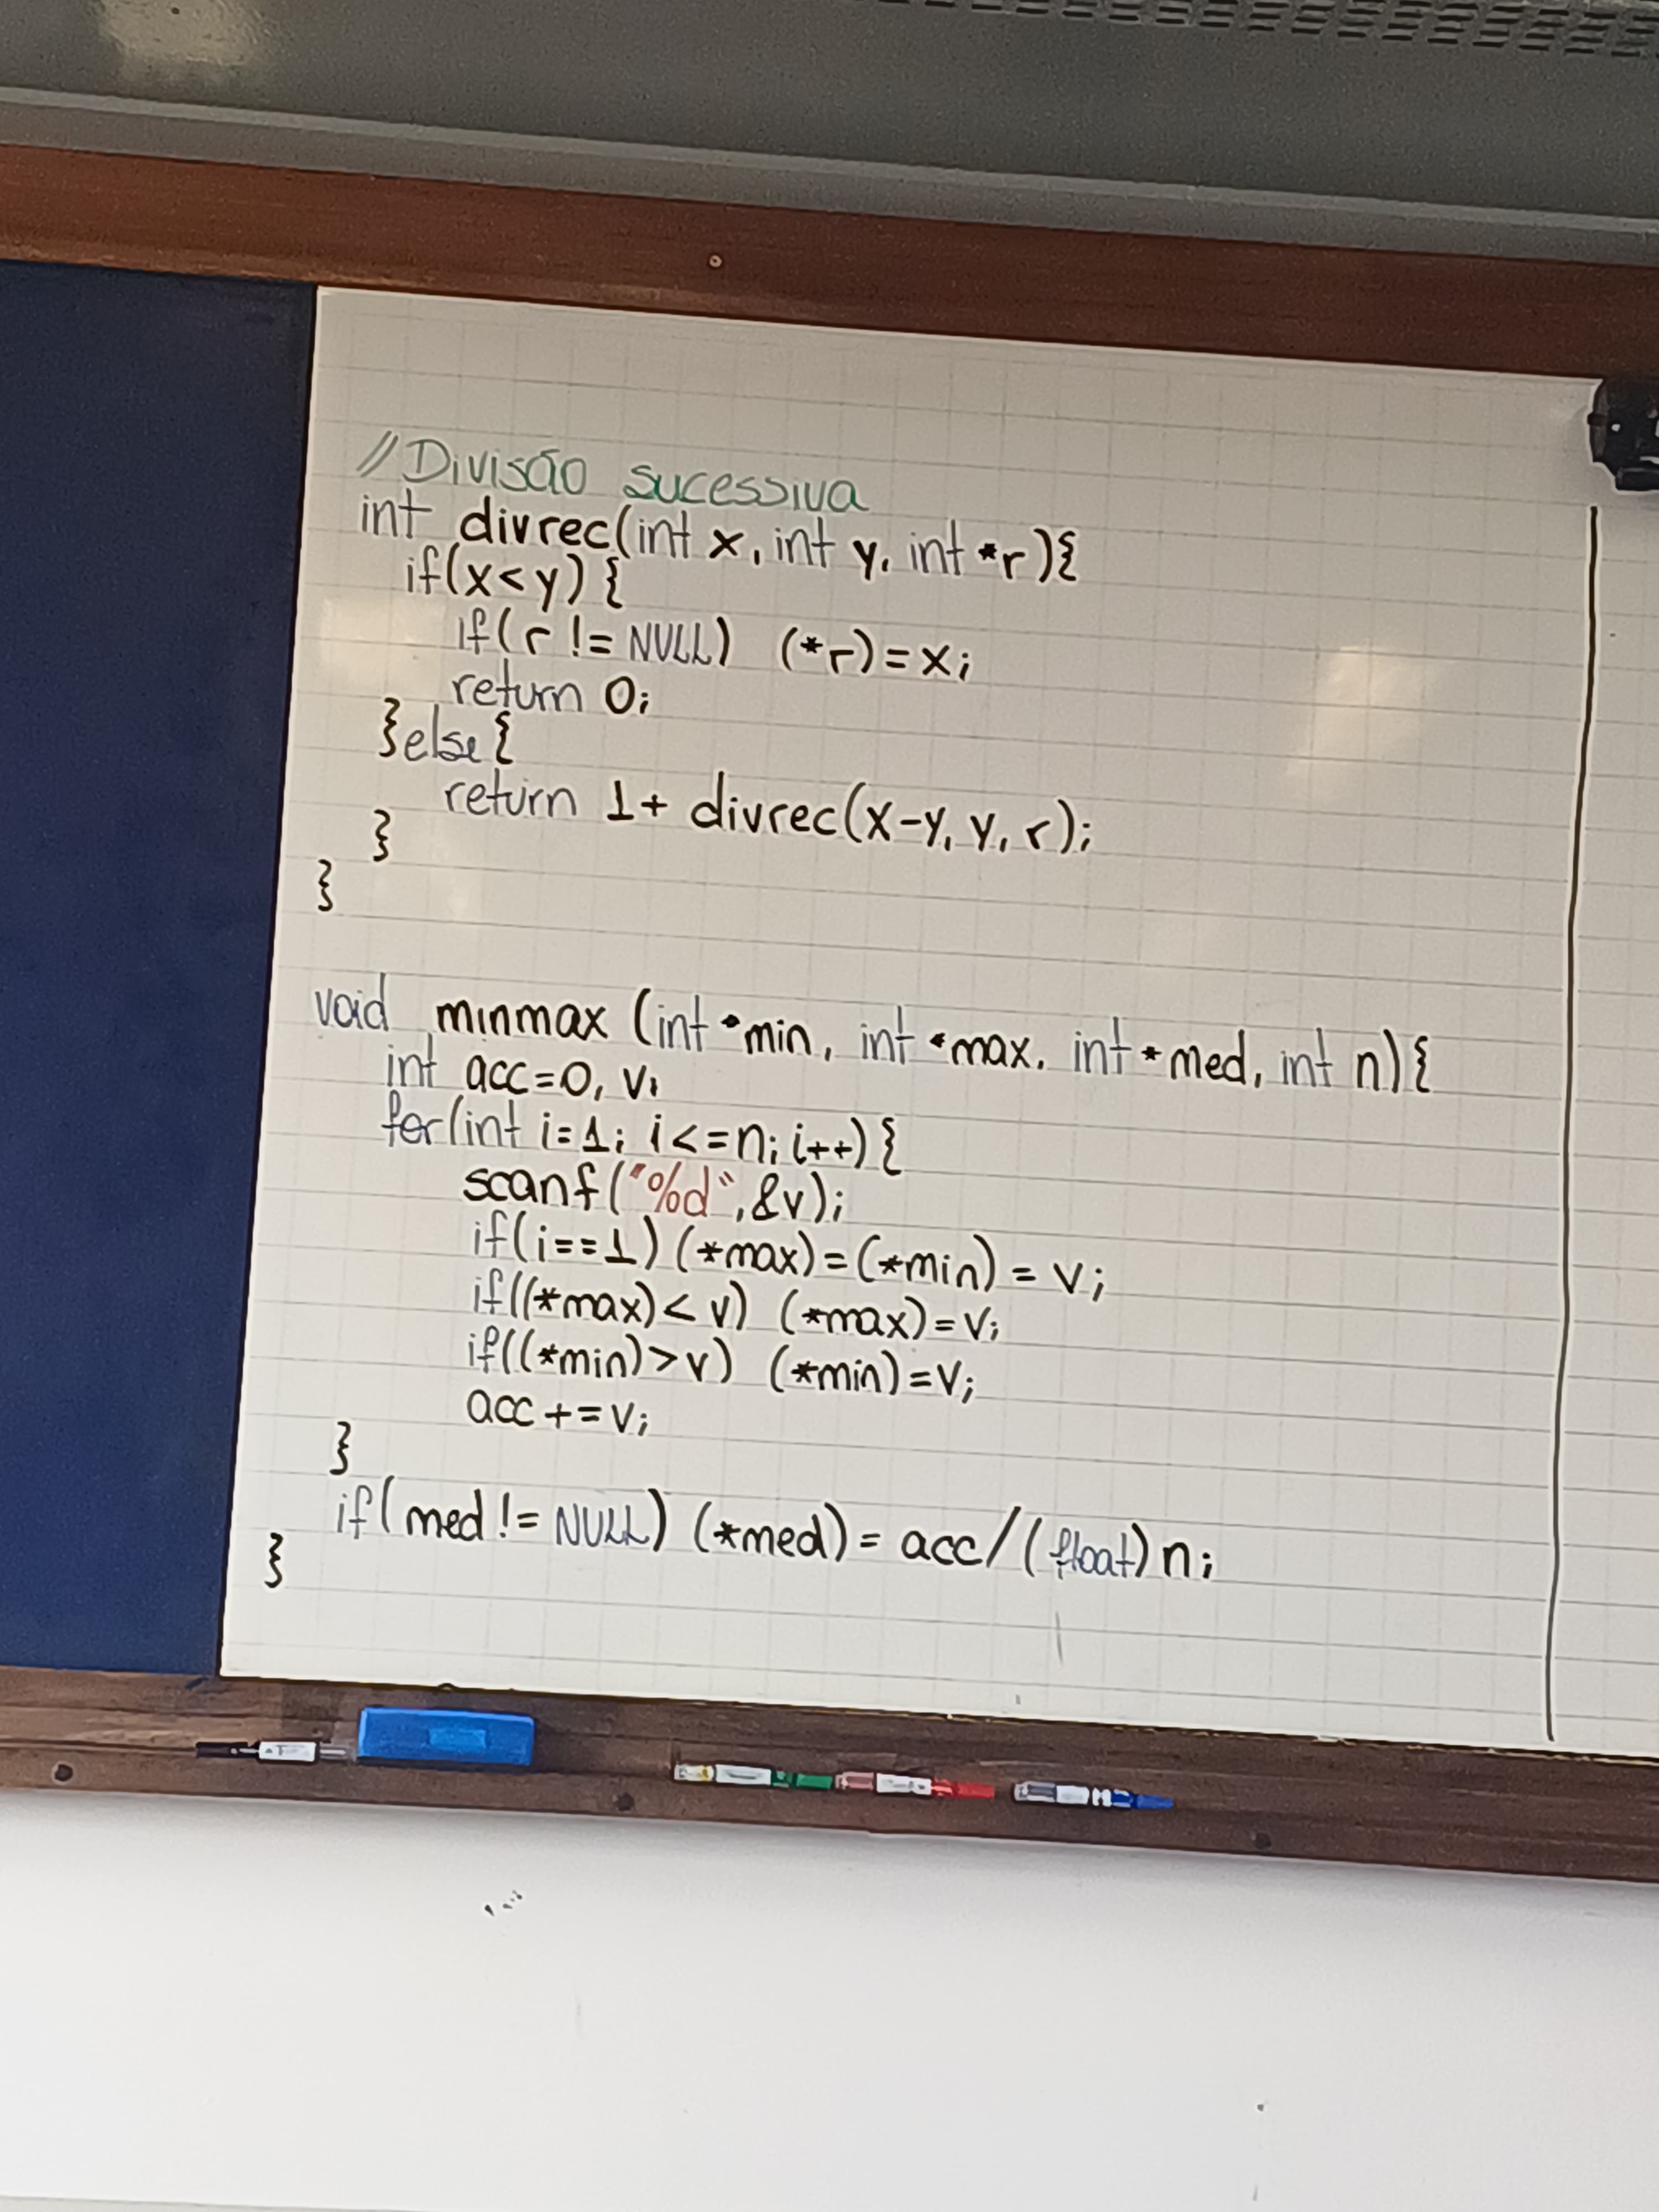 //Divisão sucessiva
int divrec(int x, int y, int *r){
if(x<y) {
if(r != NULL) (*r)=x;
return 0;
}else{
return 1+ divrec(x-y, y, r);
}
}
void minmax (int *min, int *max, int *med, int n){
int acc=0, v;
for(int i=1; i<=n; i++){
scanf("%d",&v);
if(i==1) (*max)=(*min) = v;
if((*max)< v) (*max)=v;
if((*min)>v) (*min)=v;
acc +=v;
}
if(med != NULL) (*med)= acc/(float)n;
}